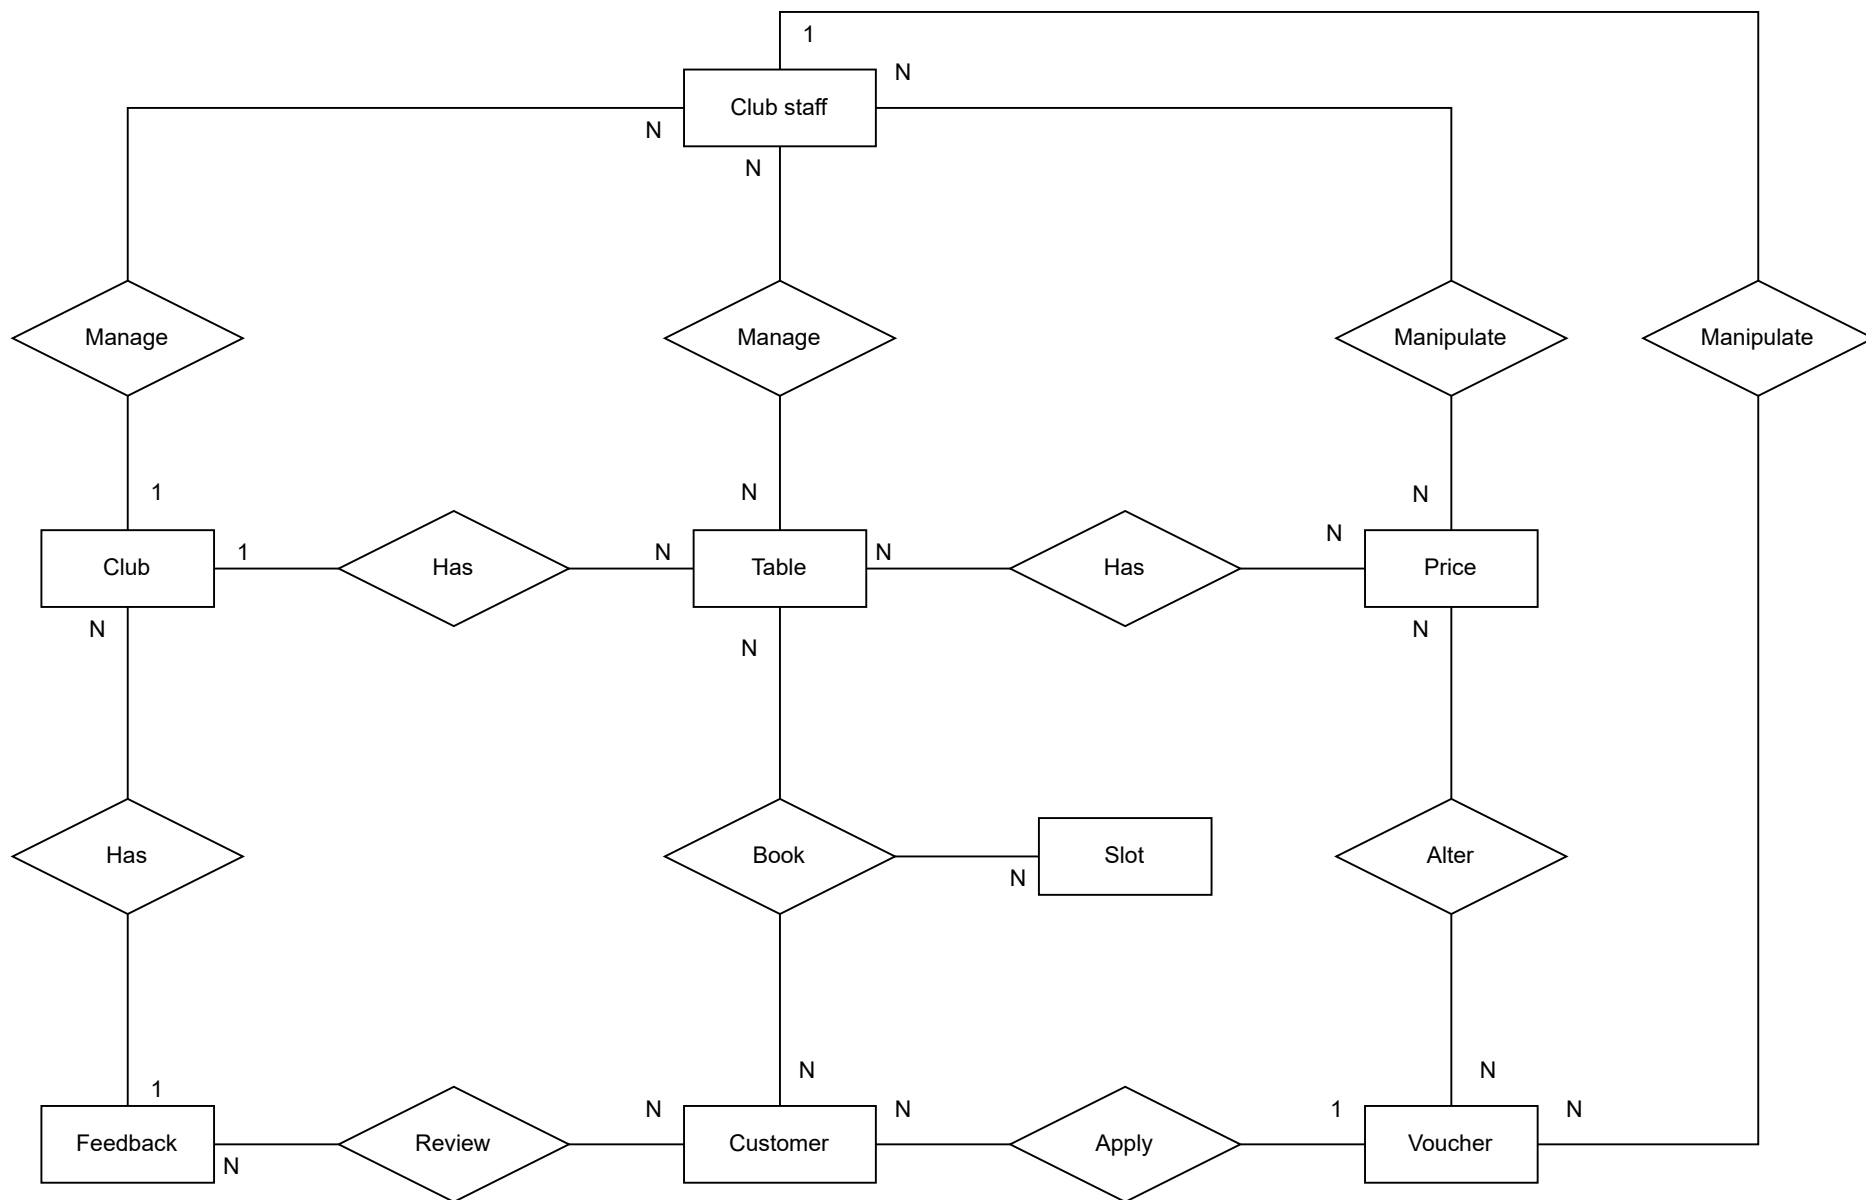 1
N
Club staff
N
N
Manage
Manage
Manipulate
Manipulate
1
N
N
Club
1
Has
N
Table
N
Has
N
Price
N
N
N
Has
Book
N
Slot
Alter
1
N
N
Feedback
N
Review
N
Customer
N
Apply
1
Voucher
N